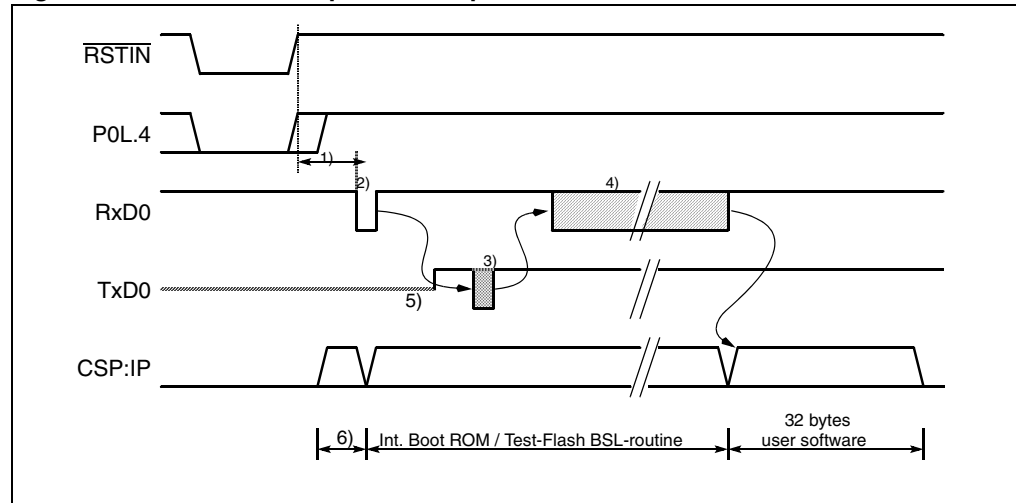 RSTIN
P0L.4
1)
2)
4)
RxD0
3)
TxD0
5)
CSP:IP
6)
Int. Boot ROM / Test-Flash BSL-routine
32 bytes
user software